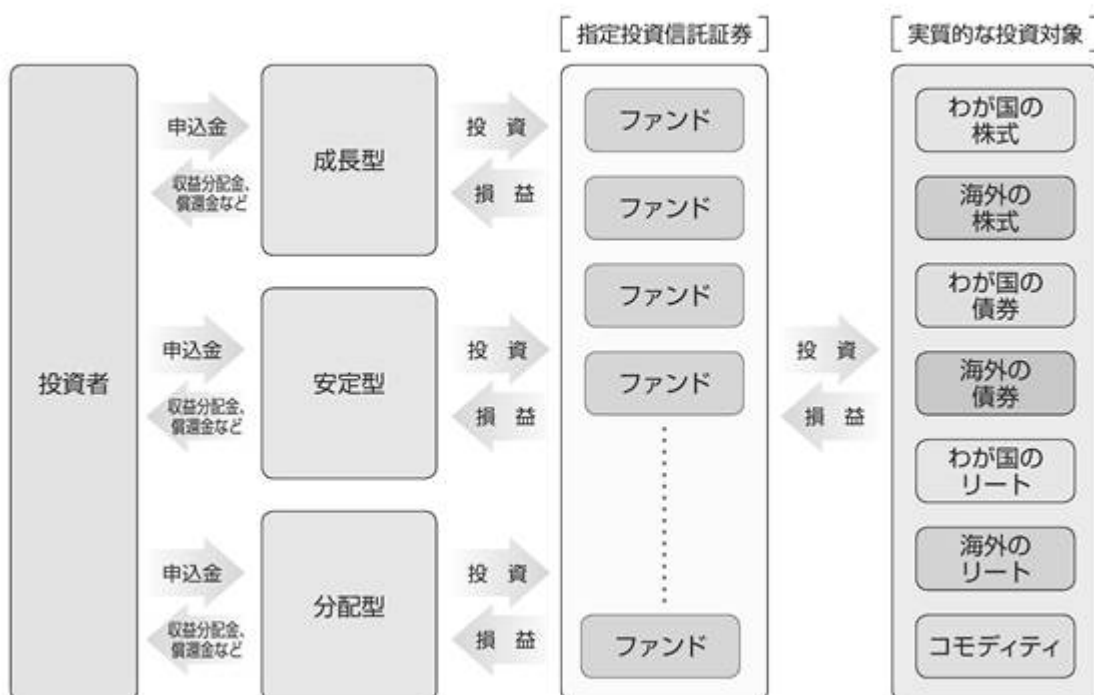 指定投資信託証券
実質的な投資対象
投資者
申込金
収益分配金、
償還金など
成長型
投 資
損 益
申込金
収益分配金、
償還金など
安定型
投 資
損 益
申込金
収益分配金、
償還金など
分配型
投 資
損 益
ファンド
ファンド
ファンド
ファンド
ファンド
投 資
損 益
わが国の
株式
海外の
株式
わが国の
債券
海外の
債券
わが国の
リート
海外の
リート
コモディティ